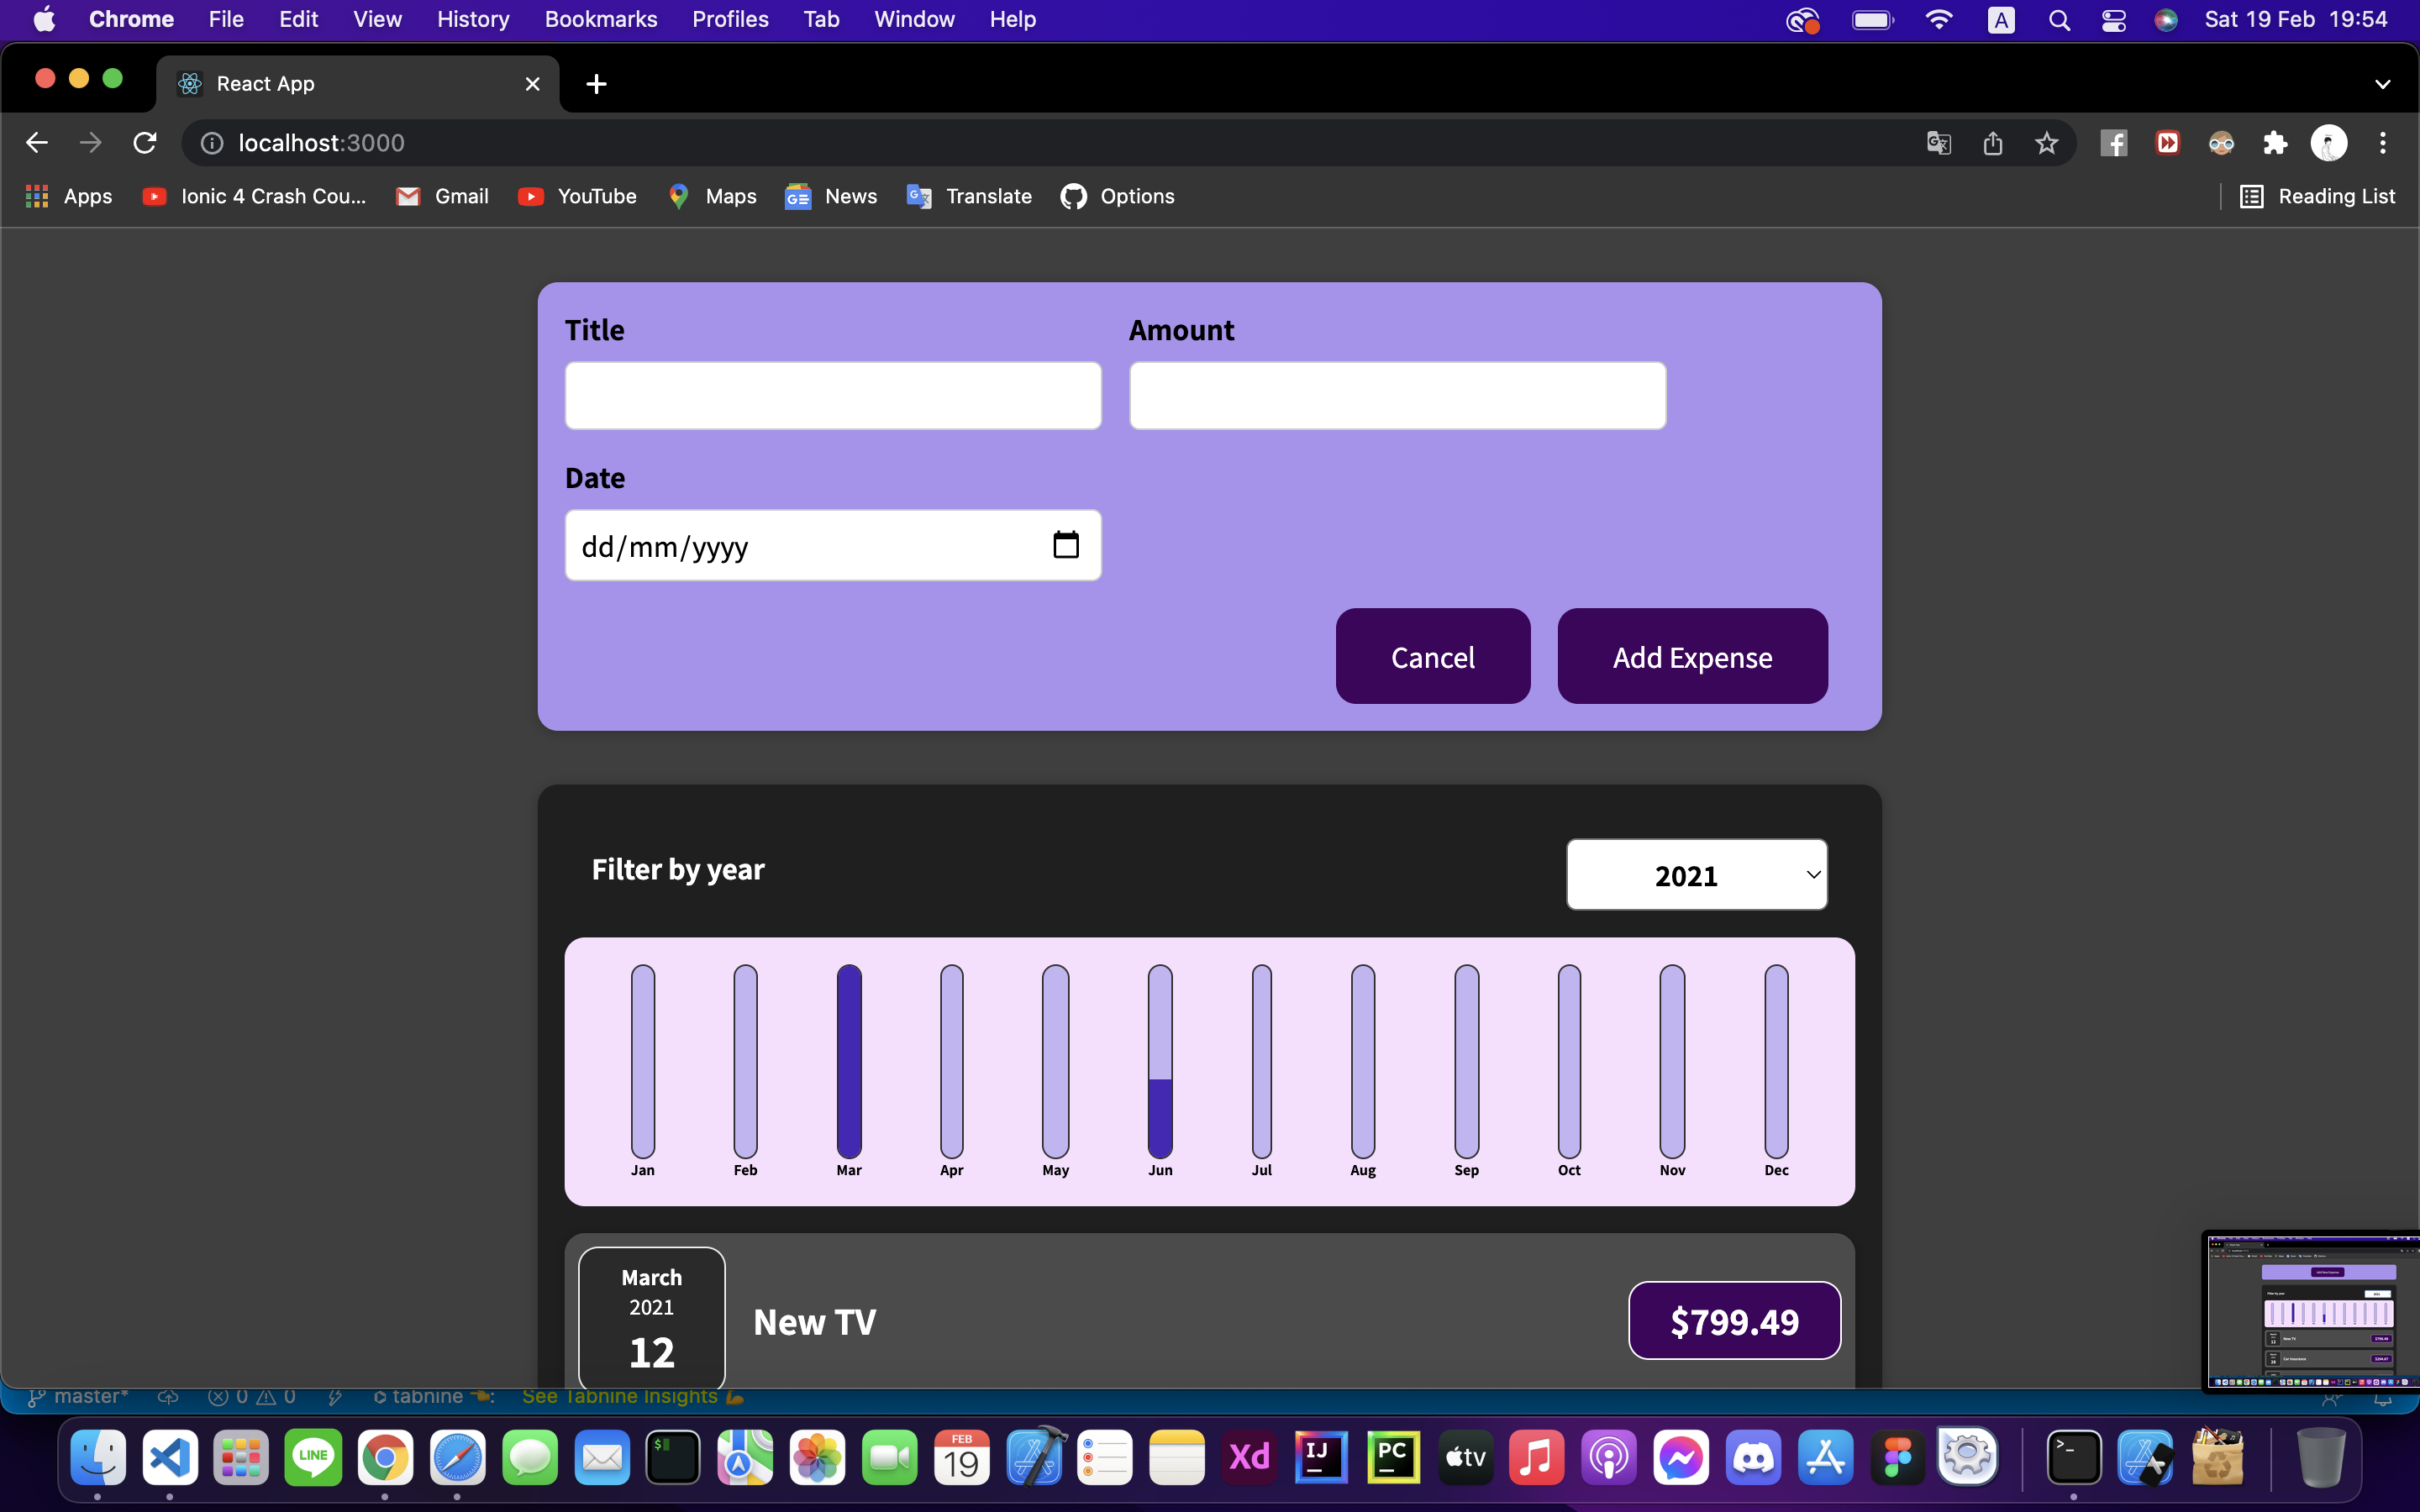 Chrome File Edit View History Bookmarks Profiles Tab Window Help A Sat 19 Feb 19:54
React App
localhost:3000
Apps Ionic 4 Crash Cou... Gmail YouTube Maps News Translate Options Reading List
Title Amount
Date
dd/mm/yyyy
Cancel Add Expense
Filter by year 2021
Jan Feb Mar Apr May Jun Jul Aug Sep Oct Nov Dec
March
2021
12
New TV $799.49
master* 0 0 tabnine : See Tabnine Insights
LINE FEB 19 Xd IJ PC tv